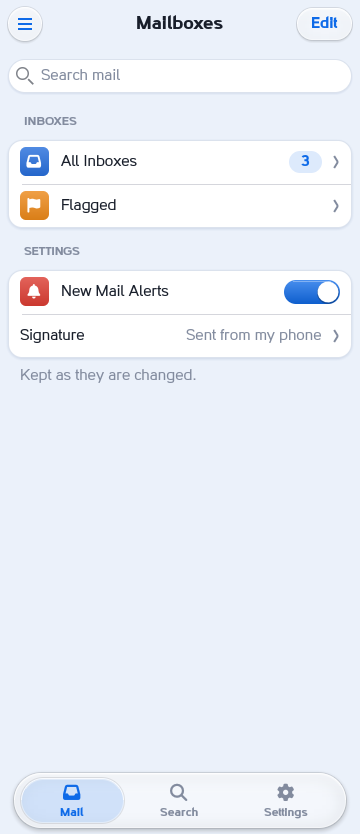 Mailboxes
Edit
Search mail
INBOXES
All Inboxes
3
Flagged
SETTINGS
New Mail Alerts
Signature
Sent from my phone
Kept as they are changed.
Mail
Search
Settings